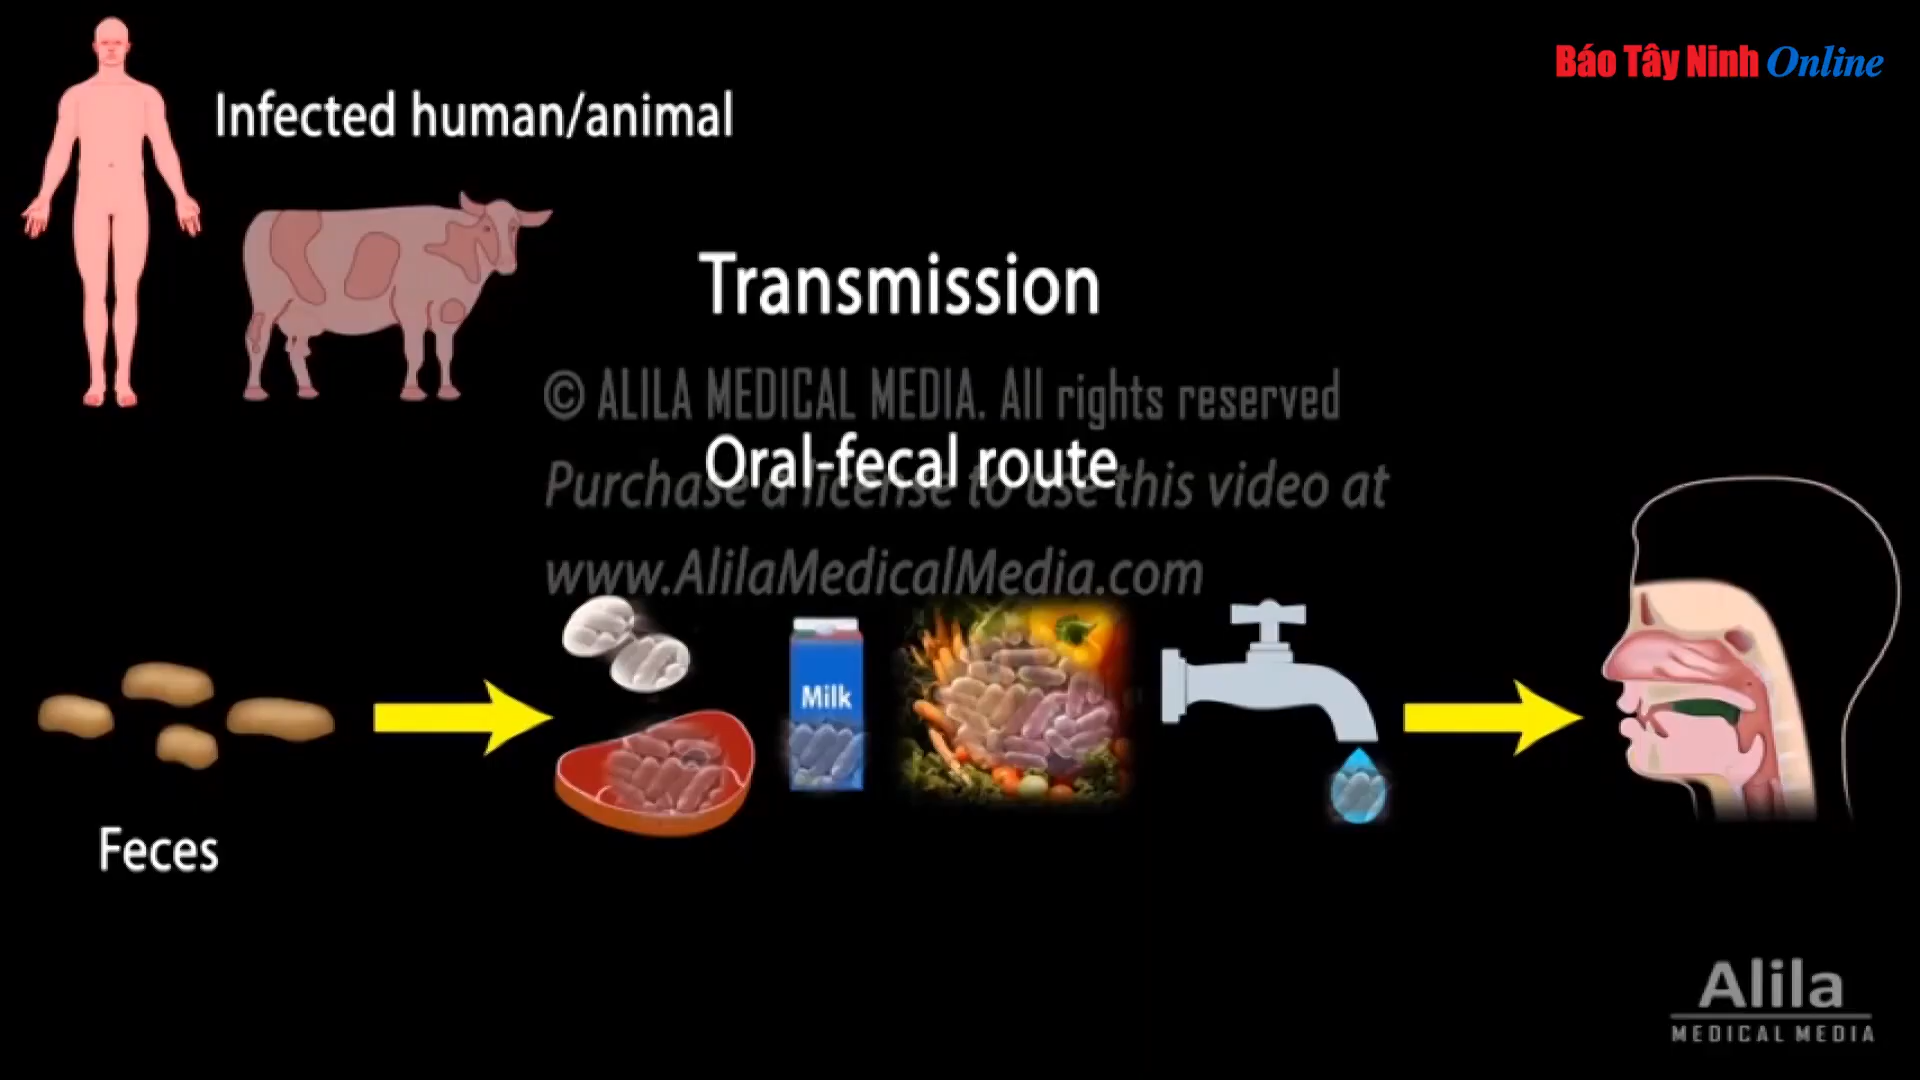 Báo Tây Ninh Online
Infected human/animal
Transmission
© ALILA MEDICAL MEDIA. All rights reserved
Oral-fecal route
Purchase a license to use this video at
www.AlilaMedicalMedia.com
Milk
Feces
Alila
MEDICAL MEDIA